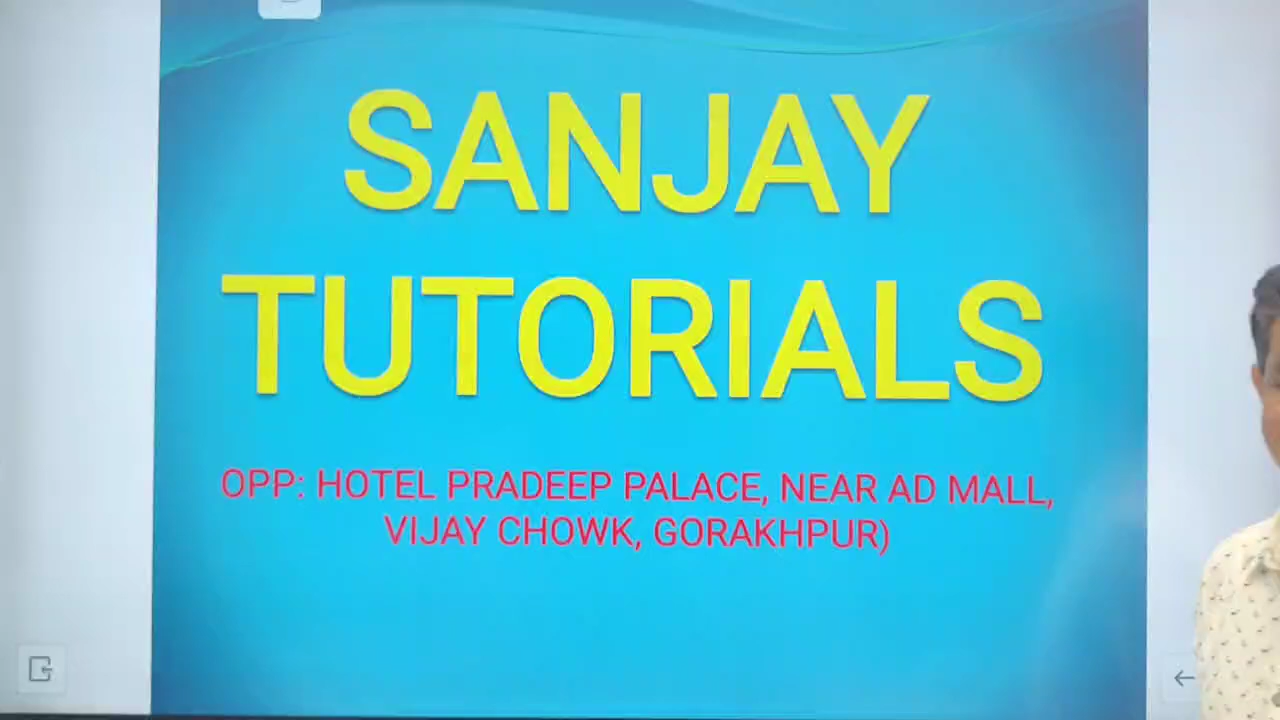 SANJAY
TUTORIALS
OPP: HOTEL PRADEEP PALACE, NEAR AD MALL,
VIJAY CHOWK, GORAKHPUR)